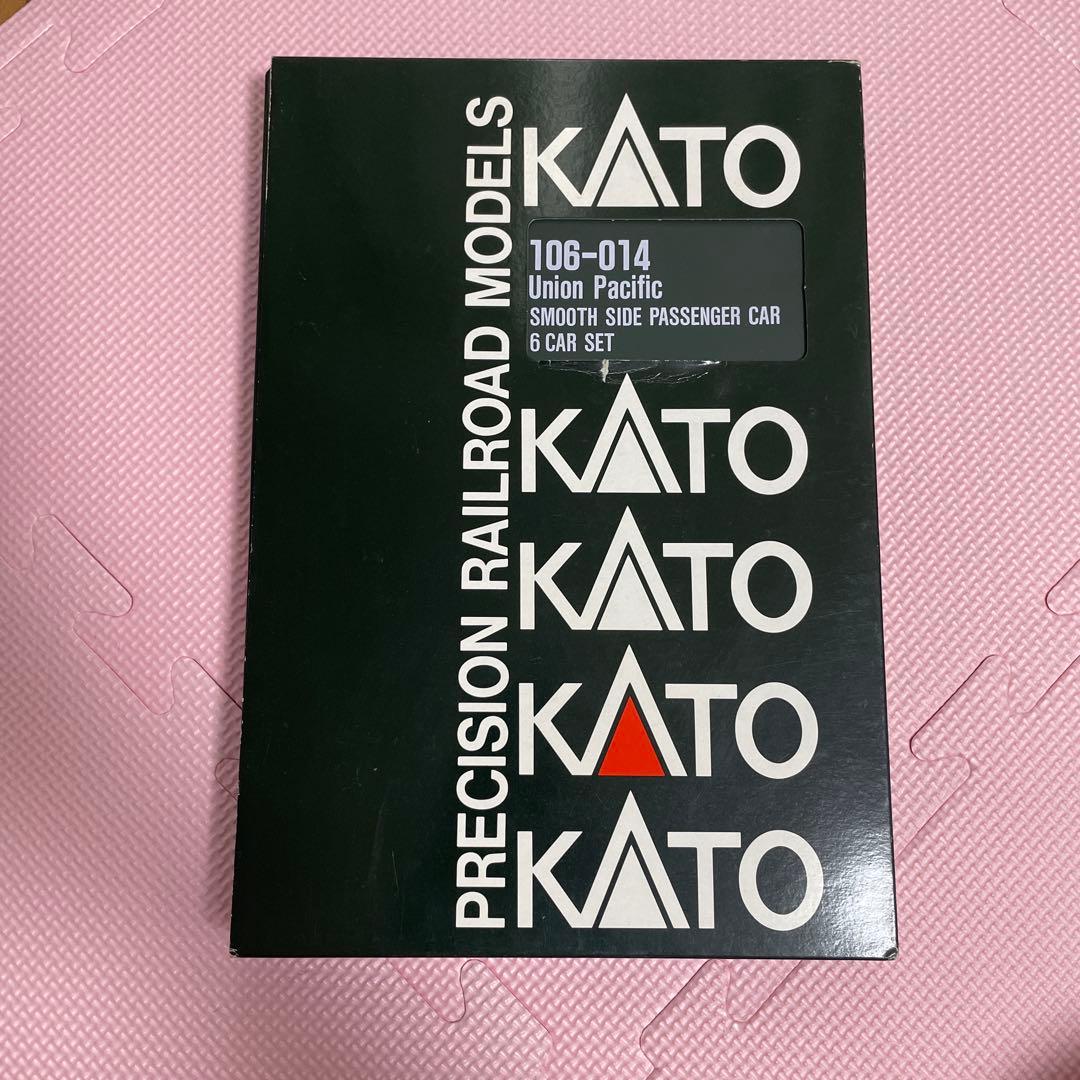 PRECISION RAILROAD MODELS
KATO
106-014
Union Pacific
SMOOTH SIDE PASSENGER CAR
6 CAR SET
KATO
KATO
KATO
KATO